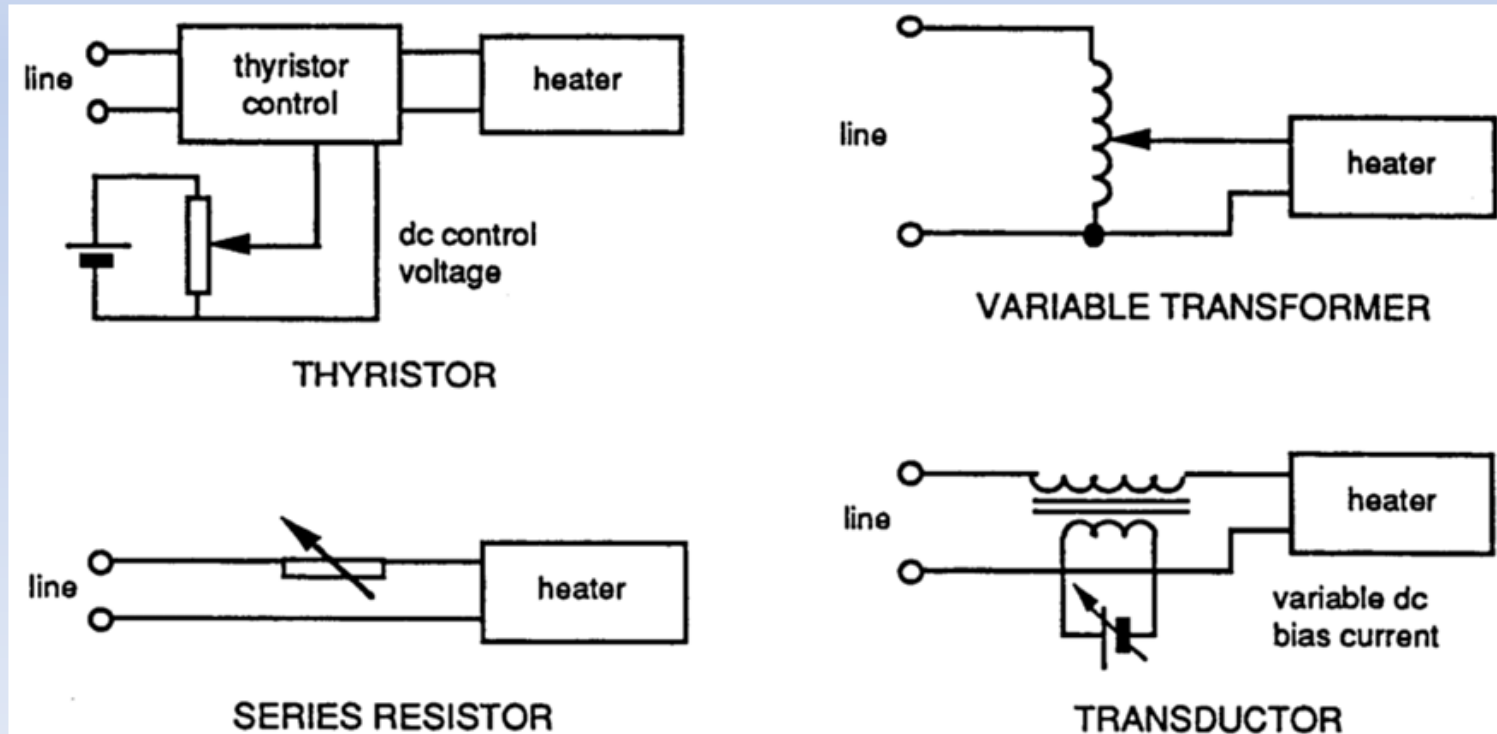 line
thyristor
control
heater
dc control
voltage
THYRISTOR
line
heater
VARIABLE TRANSFORMER
line
heater
SERIES RESISTOR
line
heater
variable dc
bias current
TRANSDUCTOR